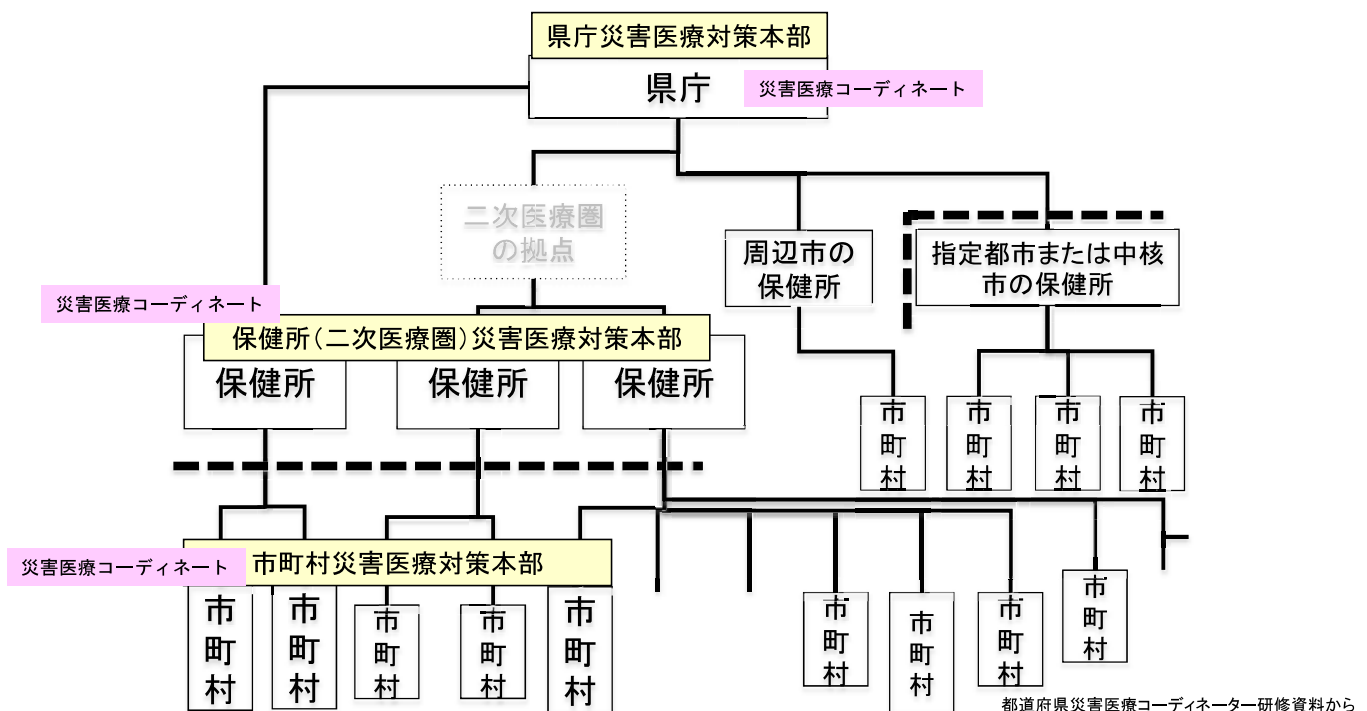 県庁災害医療対策本部
県庁
災害医療コーディネート
二次医療圏
の拠点
周辺市の
保健所
指定都市または中核
市の保健所
災害医療コーディネート
保健所（二次医療圏）災害医療対策本部
保健所
保健所
保健所
市町村
市町村
市町村
市町村
災害医療コーディネート
市町村災害医療対策本部
市町村
市町村
市町村
市町村
市町村
市町村
市町村
市町村
市町村
都道府県災害医療コーディネーター研修資料から